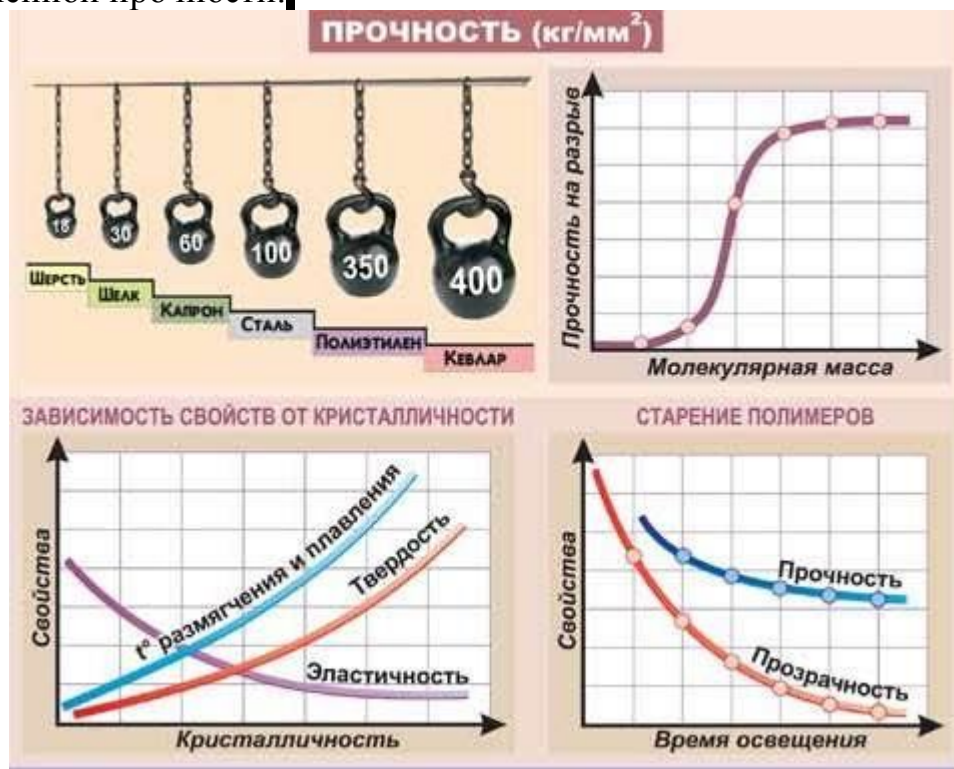 прочности.
ПРОЧНОСТЬ (кг/мм²)
18 30 60 100 350 400
ШЕРСТЬ
ШЕЛК
КАПРОН
СТАЛЬ
ПОЛИЭТИЛЕН
КЕВЛАР
Прочность на разрыв
Молекулярная масса
ЗАВИСИМОСТЬ СВОЙСТВ ОТ КРИСТАЛЛИЧНОСТИ
Свойства
t° размягчения и плавления
Твердость
Эластичность
Кристалличность
СТАРЕНИЕ ПОЛИМЕРОВ
Свойства
Прочность
Прозрачность
Время освещения